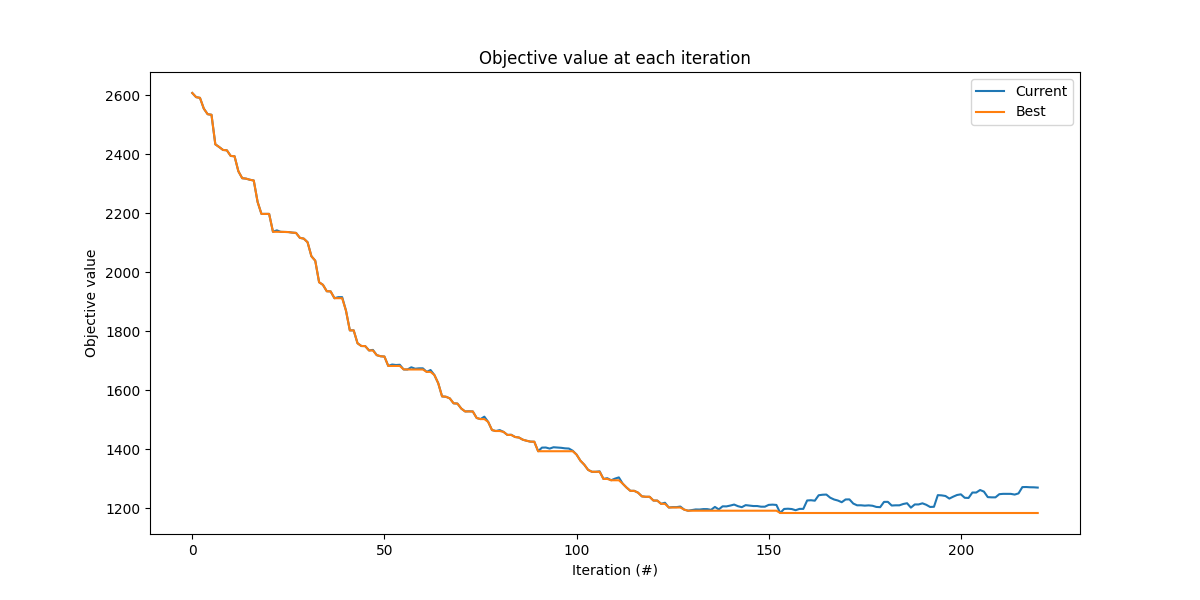 Objective value at each iteration
Current
Best
2600
2400
2200
2000
1800
1600
1400
1200
Objective value
0 50 100 150 200
Iteration (#)